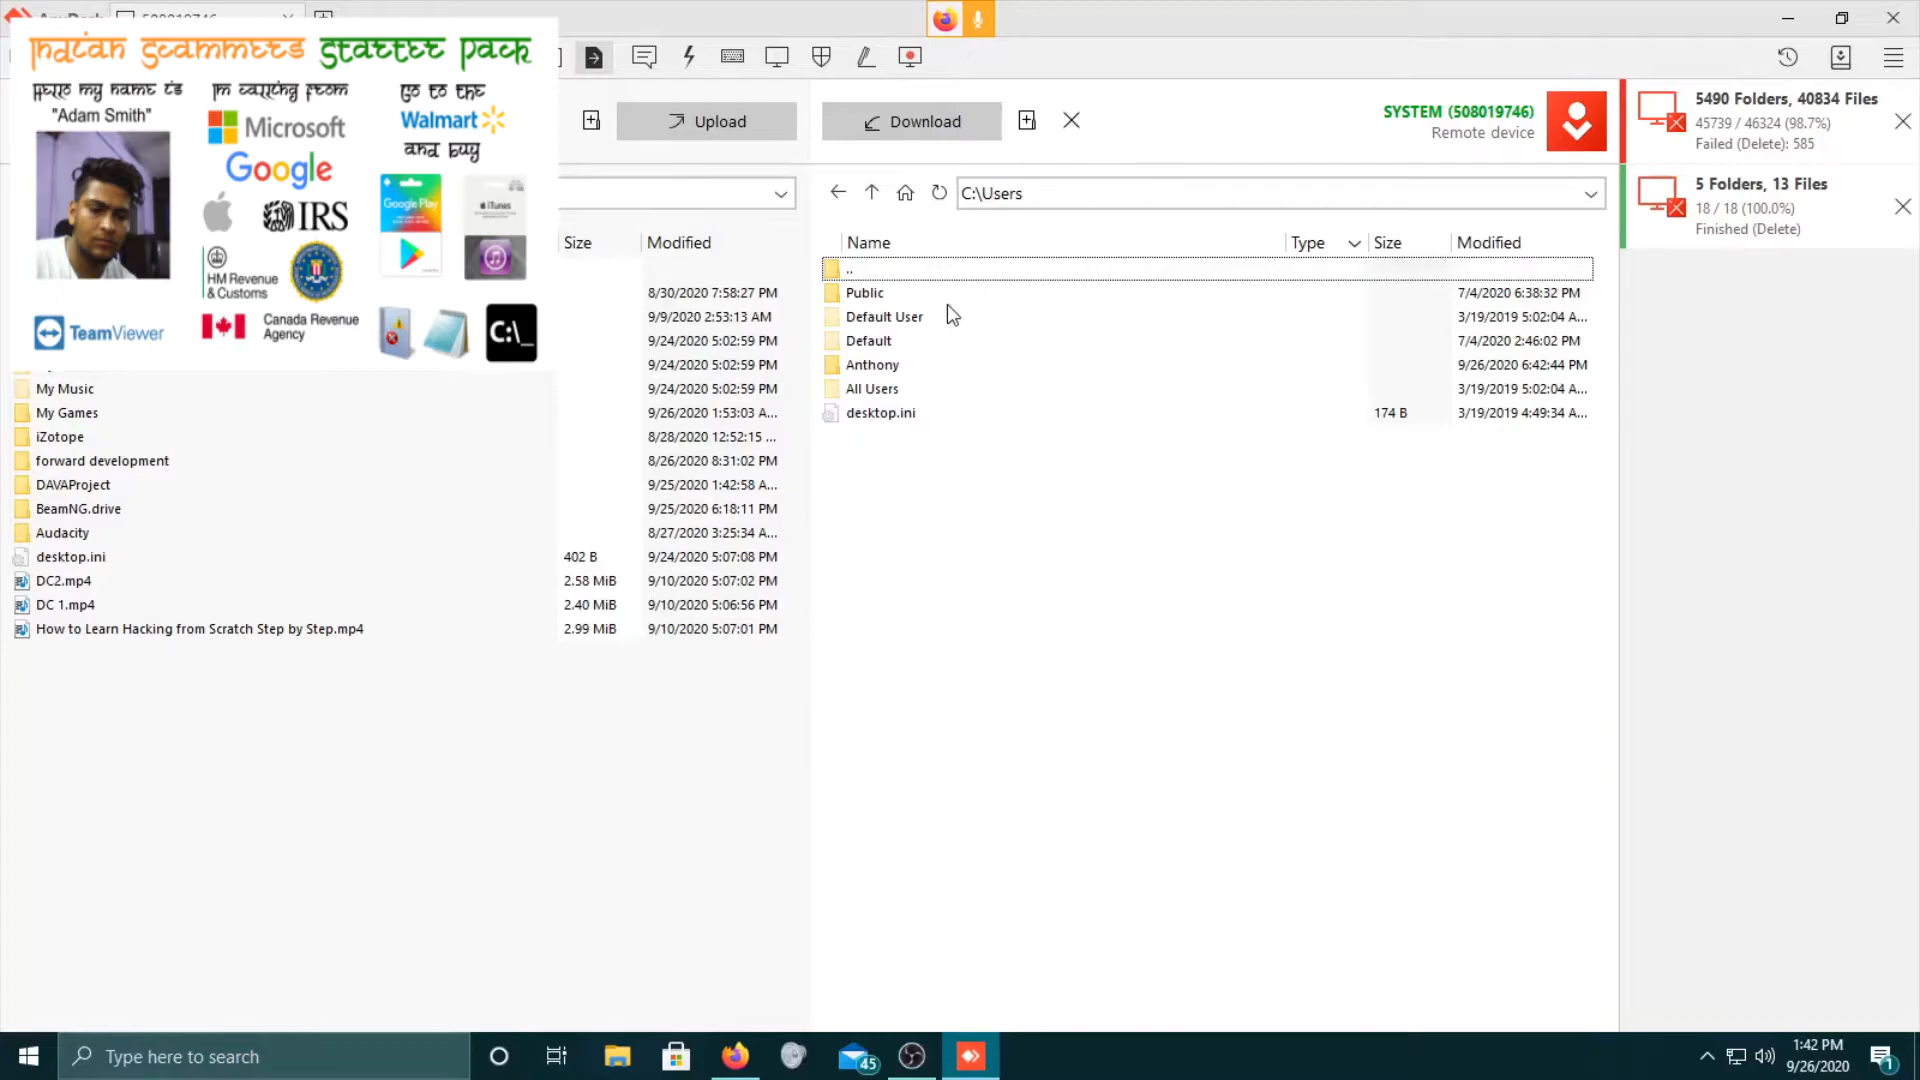 508019746
Indian Scammers Starter Pack
Hello my name is
"Adam Smith"
Im calling from
Microsoft
Google
IRS
HM Revenue
& Customs
Canada Revenue
Agency
TeamViewer
Go to the
Walmart
and buy
Google Play
iTunes
C:\_
Upload
Download
SYSTEM (508019746)
Remote device
5490 Folders, 40834 Files
45739 / 46324 (98.7%)
Failed (Delete): 585
5 Folders, 13 Files
18 / 18 (100.0%)
Finished (Delete)
C:\Users
Size Modified
8/30/2020 7:58:27 PM
9/9/2020 2:53:13 AM
9/24/2020 5:02:59 PM
9/24/2020 5:02:59 PM
My Music 9/24/2020 5:02:59 PM
My Games 9/26/2020 1:53:03 A...
iZotope 8/28/2020 12:52:15 ...
forward development 8/26/2020 8:31:02 PM
DAVAProject 9/25/2020 1:42:58 A...
BeamNG.drive 9/25/2020 6:18:11 PM
Audacity 8/27/2020 3:25:34 A...
desktop.ini 402 B 9/24/2020 5:07:08 PM
DC2.mp4 2.58 MiB 9/10/2020 5:07:02 PM
DC 1.mp4 2.40 MiB 9/10/2020 5:06:56 PM
How to Learn Hacking from Scratch Step by Step.mp4 2.99 MiB 9/10/2020 5:07:01 PM
Name Type Size Modified
..
Public 7/4/2020 6:38:32 PM
Default User 3/19/2019 5:02:04 A...
Default 7/4/2020 2:46:02 PM
Anthony 9/26/2020 6:42:44 PM
All Users 3/19/2019 5:02:04 A...
desktop.ini 174 B 3/19/2019 4:49:34 A...
Type here to search
45
1:42 PM
9/26/2020
1